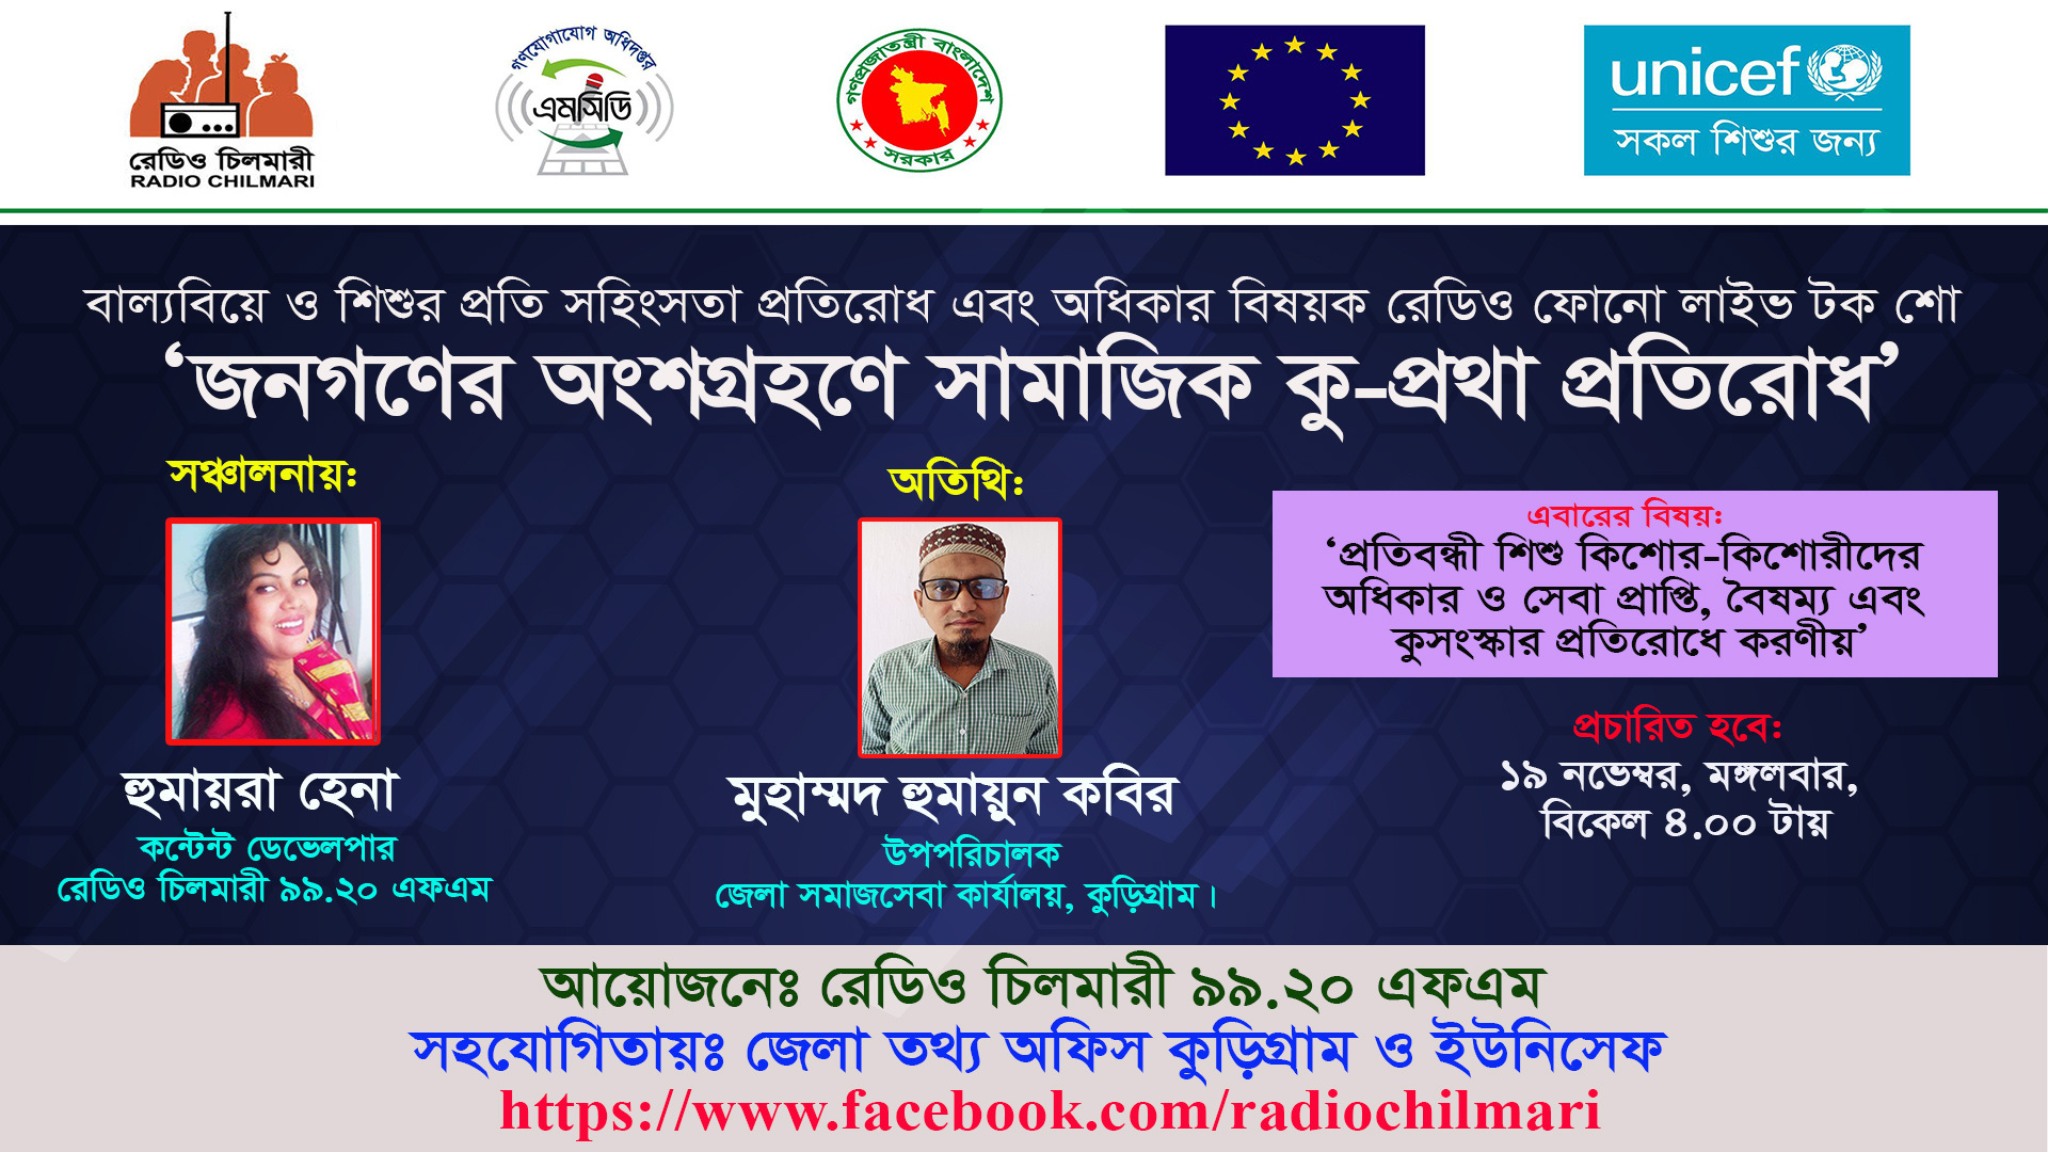 রেডিও চিলমারী
RADIO CHILMARI
গণযোগাযোগ অধিদপ্তর
এমসিডি
গণপ্রজাতন্ত্রী বাংলাদেশ
সরকার
unicef
সকল শিশুর জন্য
বাল্যবিয়ে ও শিশুর প্রতি সহিংসতা প্রতিরোধ এবং অধিকার বিষয়ক রেডিও ফোনো লাইভ টক শো
‘জনগণের অংশগ্রহণে সামাজিক কু-প্রথা প্রতিরোধ’
সঞ্চালনায়:
হুমায়রা হেনা
কন্টেন্ট ডেভেলপার
রেডিও চিলমারী ৯৯.২০ এফএম
অতিথি:
মুহাম্মদ হুমায়ুন কবির
উপপরিচালক
জেলা সমাজসেবা কার্যালয়, কুড়িগ্রাম।
এবারের বিষয়:
‘প্রতিবন্ধী শিশু কিশোর-কিশোরীদের
অধিকার ও সেবা প্রাপ্তি, বৈষম্য এবং
কুসংস্কার প্রতিরোধে করণীয়’
প্রচারিত হবে:
১৯ নভেম্বর, মঙ্গলবার,
বিকেল ৪.০০ টায়
আয়োজনেঃ রেডিও চিলমারী ৯৯.২০ এফএম
সহযোগিতায়ঃ জেলা তথ্য অফিস কুড়িগ্রাম ও ইউনিসেফ
https://www.facebook.com/radiochilmari